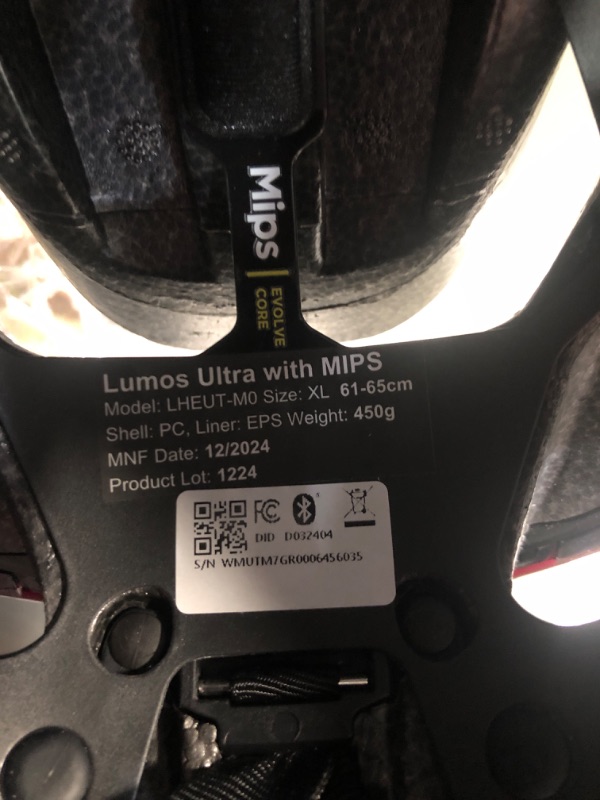 Mips
EVOLVE
CORE
Lumos Ultra with MIPS
Model: LHEUT-M0 Size: XL 61-65cm
Shell: PC, Liner: EPS Weight: 450g
MNF Date: 12/2024
Product Lot: 1224
FC
DID D032404
S/N WMUTM7GR0006456035